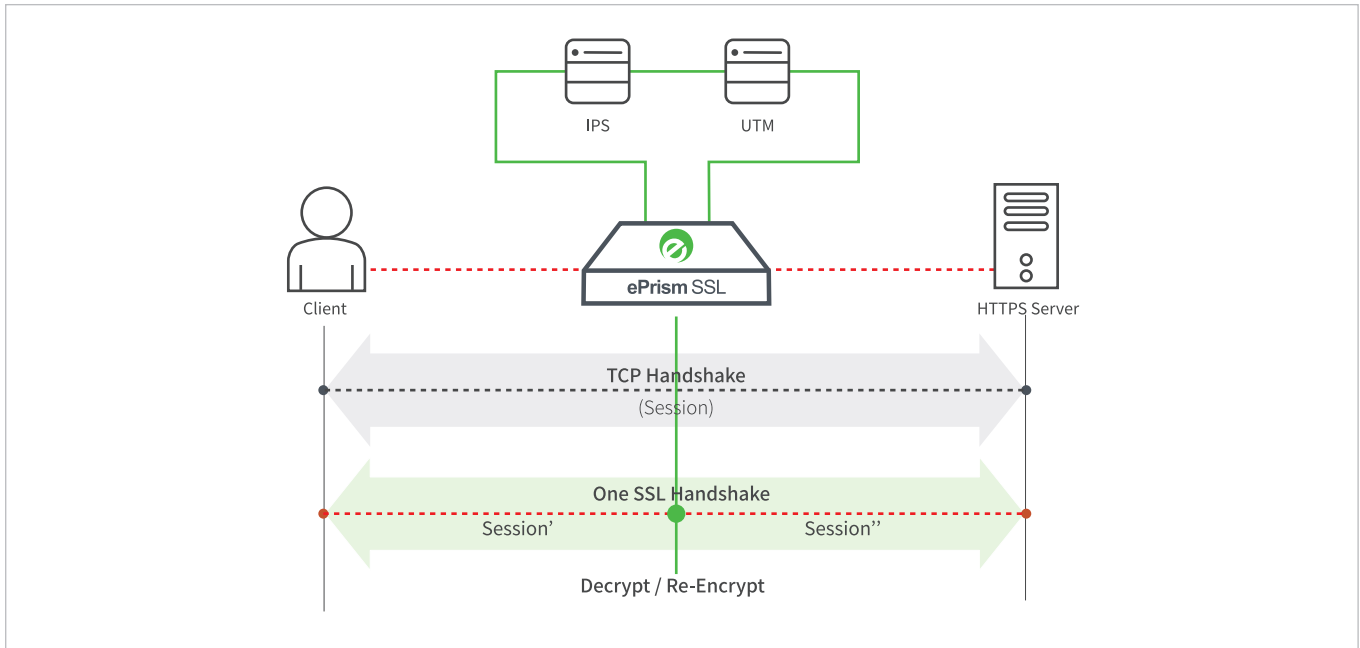 IPS
UTM
ePrism SSL
Client
HTTPS Server
TCP Handshake
(Session)
One SSL Handshake
Session’
Session’’
Decrypt / Re-Encrypt